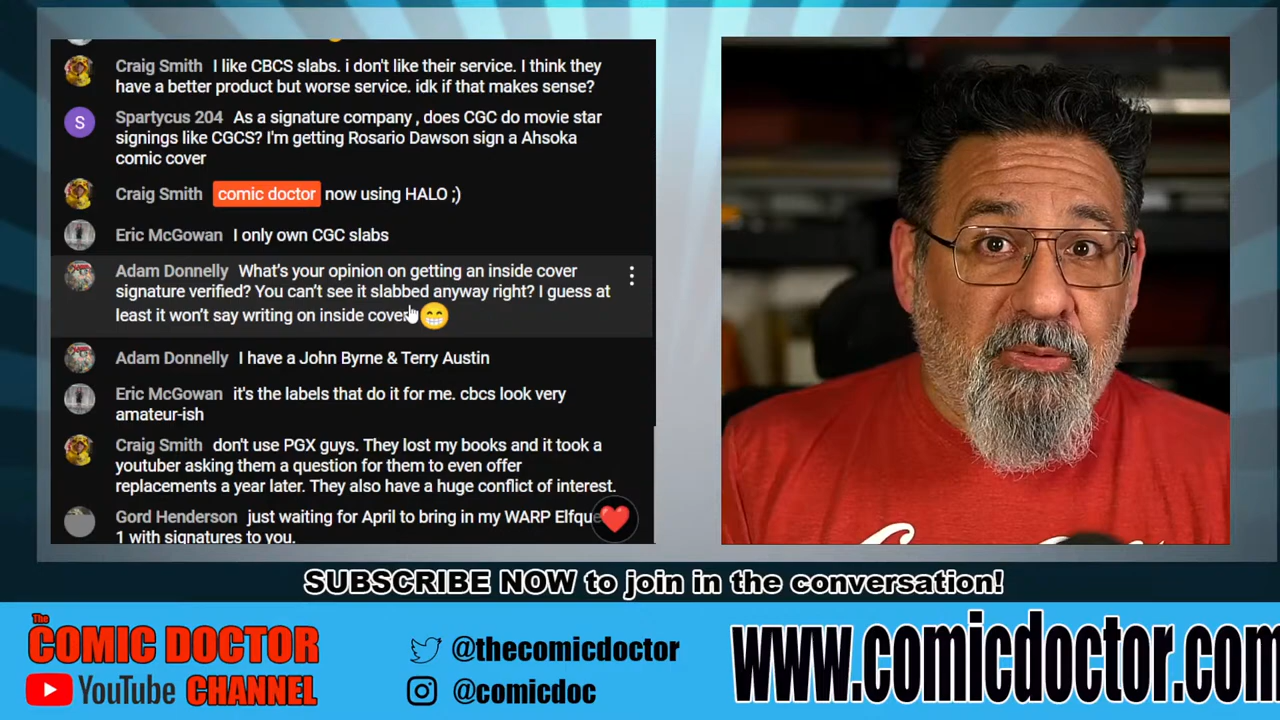 Craig Smith I like CBCS slabs. i don't like their service. I think they
have a better product but worse service. idk if that makes sense?
S
Spartycus 204 As a signature company , does CGC do movie star
signings like CGCS? I'm getting Rosario Dawson sign a Ahsoka
comic cover
Craig Smith comic doctor now using HALO ;)
Eric McGowan I only own CGC slabs
Adam Donnelly What's your opinion on getting an inside cover
signature verified? You can't see it slabbed anyway right? I guess at
least it won't say writing on inside cover 😁
Adam Donnelly I have a John Byrne & Terry Austin
Eric McGowan it's the labels that do it for me. cbcs look very
amateur-ish
Craig Smith don't use PGX guys. They lost my books and it took a
youtuber asking them a question for them to even offer
replacements a year later. They also have a huge conflict of interest.
Gord Henderson just waiting for April to bring in my WARP
1 with signatures to you.
SUBSCRIBE NOW to join in the conversation!
The
COMIC DOCTOR
YouTube CHANNEL
@thecomicdoctor
@comicdoc
www.comicdoctor.com